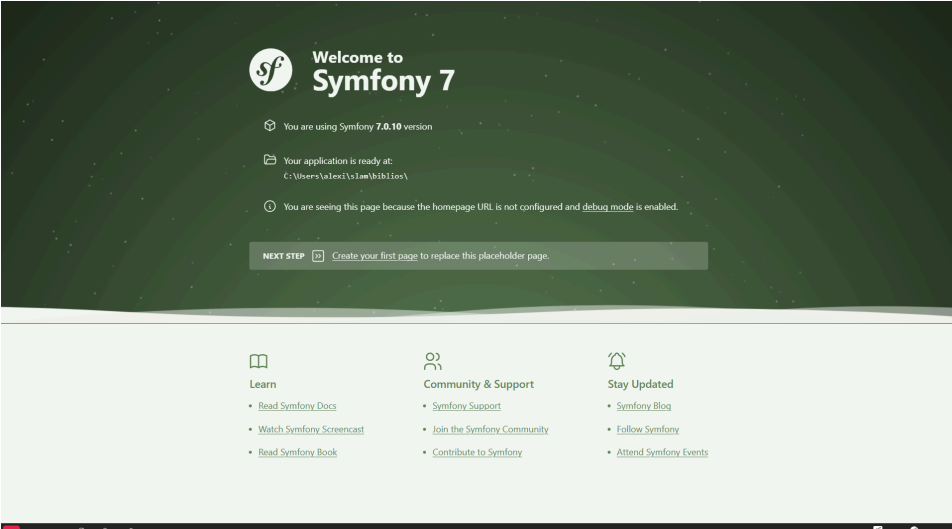 sf
Welcome to
Symfony 7
You are using Symfony 7.0.10 version
Your application is ready at:
C:\Users\alexi\slam\biblios\
You are seeing this page because the homepage URL is not configured and debug mode is enabled.
NEXT STEP Create your first page to replace this placeholder page.
Learn
Read Symfony Docs
Watch Symfony Screencast
Read Symfony Book
Community & Support
Symfony Support
Join the Symfony Community
Contribute to Symfony
Stay Updated
Symfony Blog
Follow Symfony
Attend Symfony Events